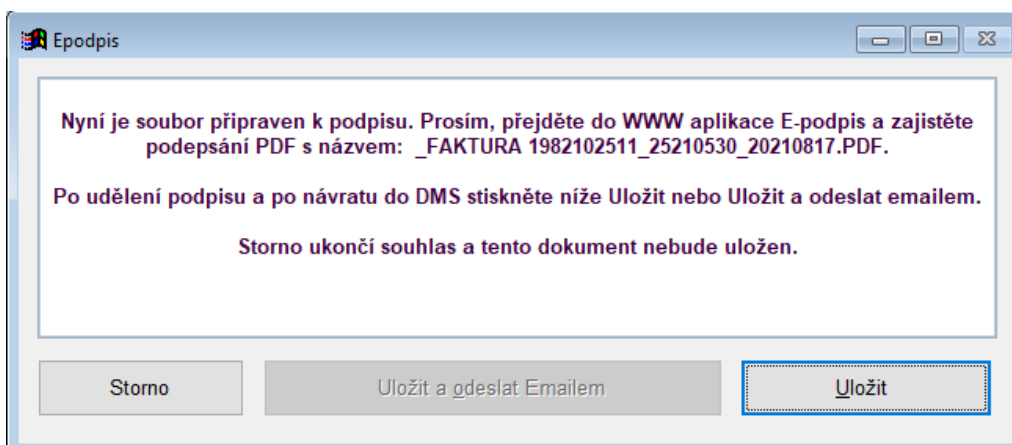 Epodpis
Nyní je soubor připraven k podpisu. Prosím, přejděte do WWW aplikace E-podpis a zajistěte
podepsání PDF s názvem:  _FAKTURA 1982102511_25210530_20210817.PDF.
Po udělení podpisu a po návratu do DMS stiskněte níže Uložit nebo Uložit a odeslat emailem.
Storno ukončí souhlas a tento dokument nebude uložen.
Storno
Uložit a odeslat Emailem
Uložit